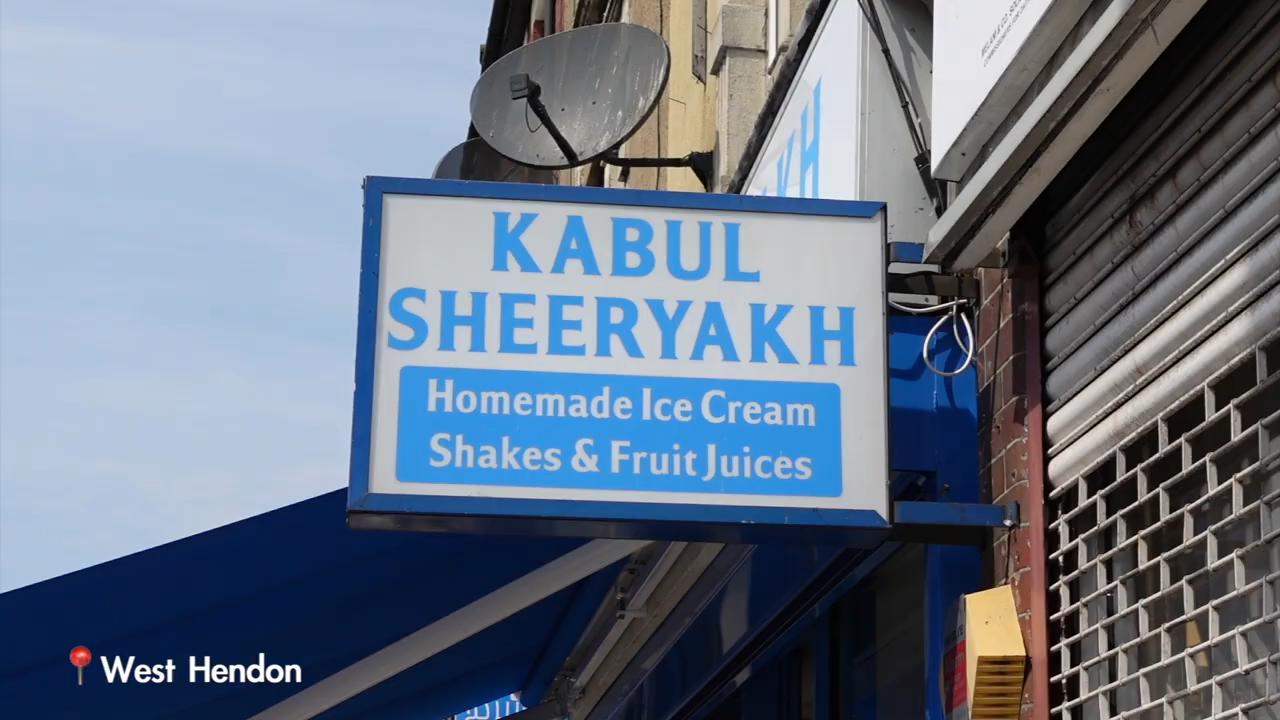 KABUL
SHEERYAKH
Homemade Ice Cream
Shakes & Fruit Juices
West Hendon